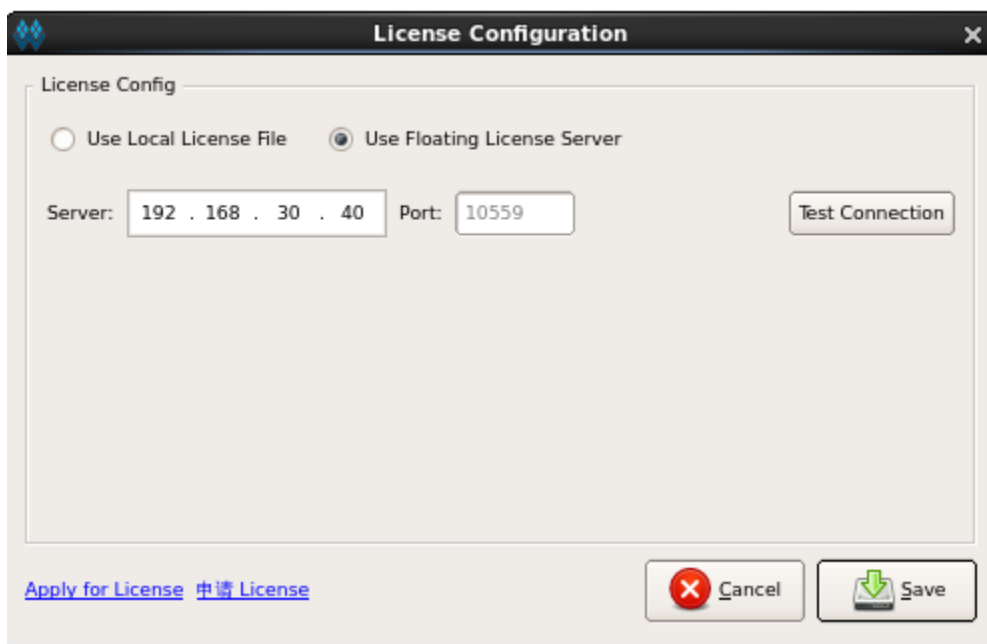 License Configuration
License Config
Use Local License File Use Floating License Server
Server: 192 . 168 . 30 . 40 Port: 10559 Test Connection
Apply for License 申请 License Cancel Save